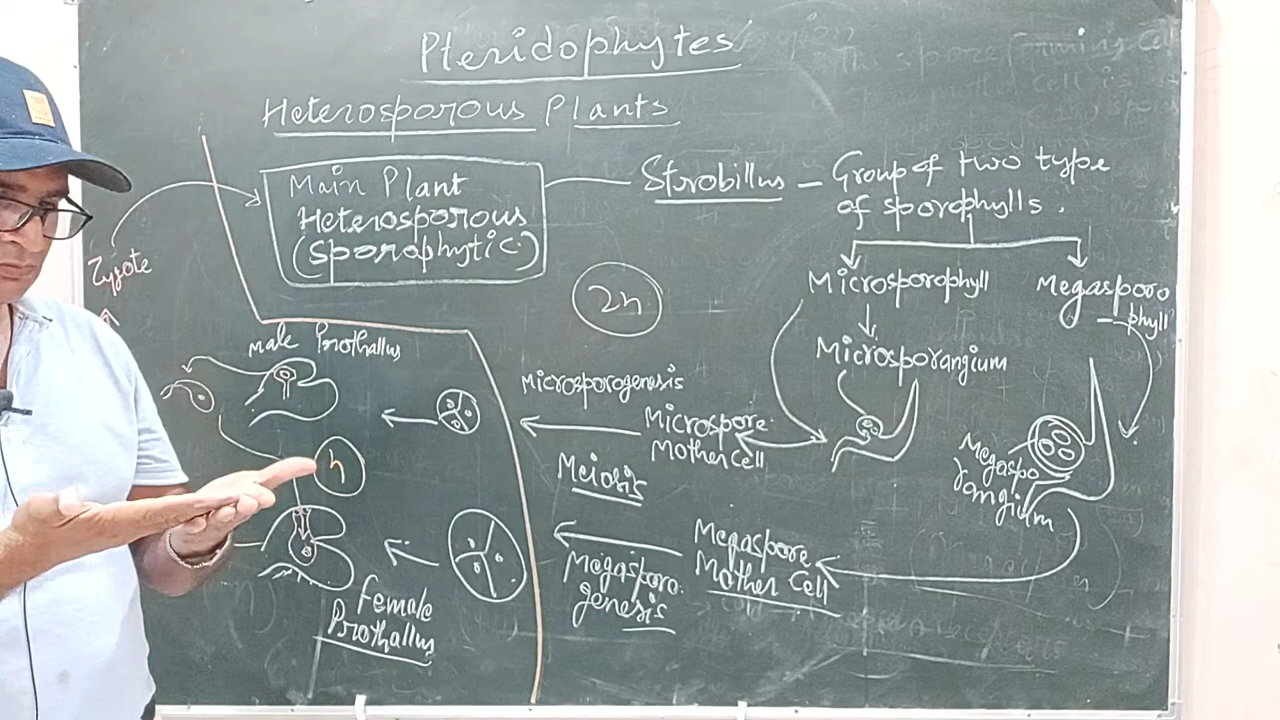 Pteridophytes
Heterosporous Plants
Main Plant
Heterosporous
(Sporophytic)
Strobillus – Group of two type
of sporophylls.
Zygote
2n
Microsporophyll
Megasporo
-phyll
Microsporangium
male Prothallus
Microsporogenesis
Microspore
Mother Cell
Meiosis
n
Megaspo
rangium
Megaspore
Mother Cell
Megasporo
genesis
Female
Prothallus